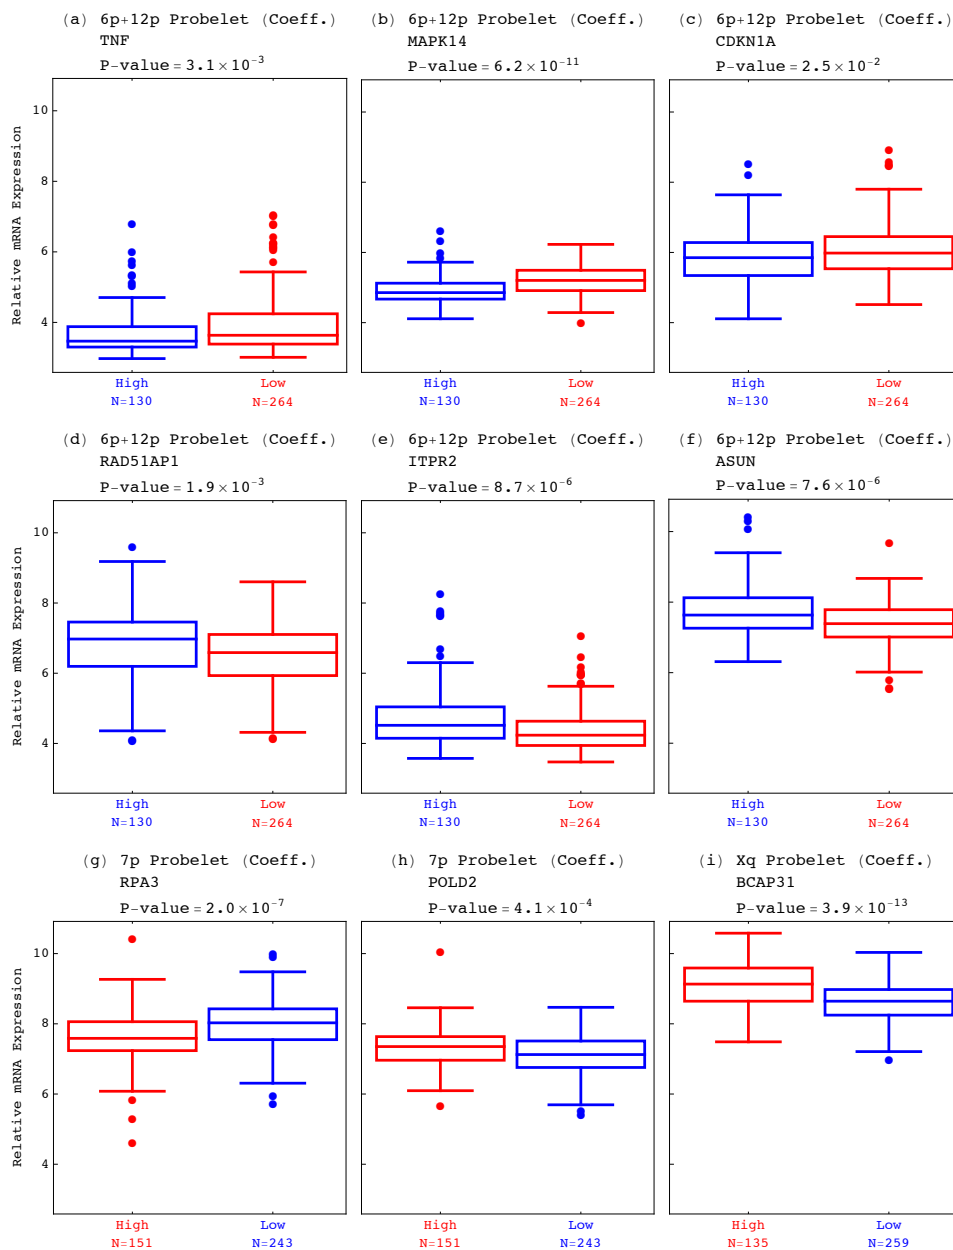 (a) 6p+12p Probelet (Coeff.)
TNF
P-value = 3.1 × 10⁻³
(b) 6p+12p Probelet (Coeff.)
MAPK14
P-value = 6.2 × 10⁻¹¹
(c) 6p+12p Probelet (Coeff.)
CDKN1A
P-value = 2.5 × 10⁻²
Relative mRNA Expression
10
8
6
4
High
N=130
Low
N=264
High
N=130
Low
N=264
High
N=130
Low
N=264
(d) 6p+12p Probelet (Coeff.)
RAD51AP1
P-value = 1.9 × 10⁻³
(e) 6p+12p Probelet (Coeff.)
ITPR2
P-value = 8.7 × 10⁻⁶
(f) 6p+12p Probelet (Coeff.)
ASUN
P-value = 7.6 × 10⁻⁶
Relative mRNA Expression
10
8
6
4
High
N=130
Low
N=264
High
N=130
Low
N=264
High
N=130
Low
N=264
(g) 7p Probelet (Coeff.)
RPA3
P-value = 2.0 × 10⁻⁷
(h) 7p Probelet (Coeff.)
POLD2
P-value = 4.1 × 10⁻⁴
(i) Xq Probelet (Coeff.)
BCAP31
P-value = 3.9 × 10⁻¹³
Relative mRNA Expression
10
8
6
4
High
N=151
Low
N=243
High
N=151
Low
N=243
High
N=135
Low
N=259